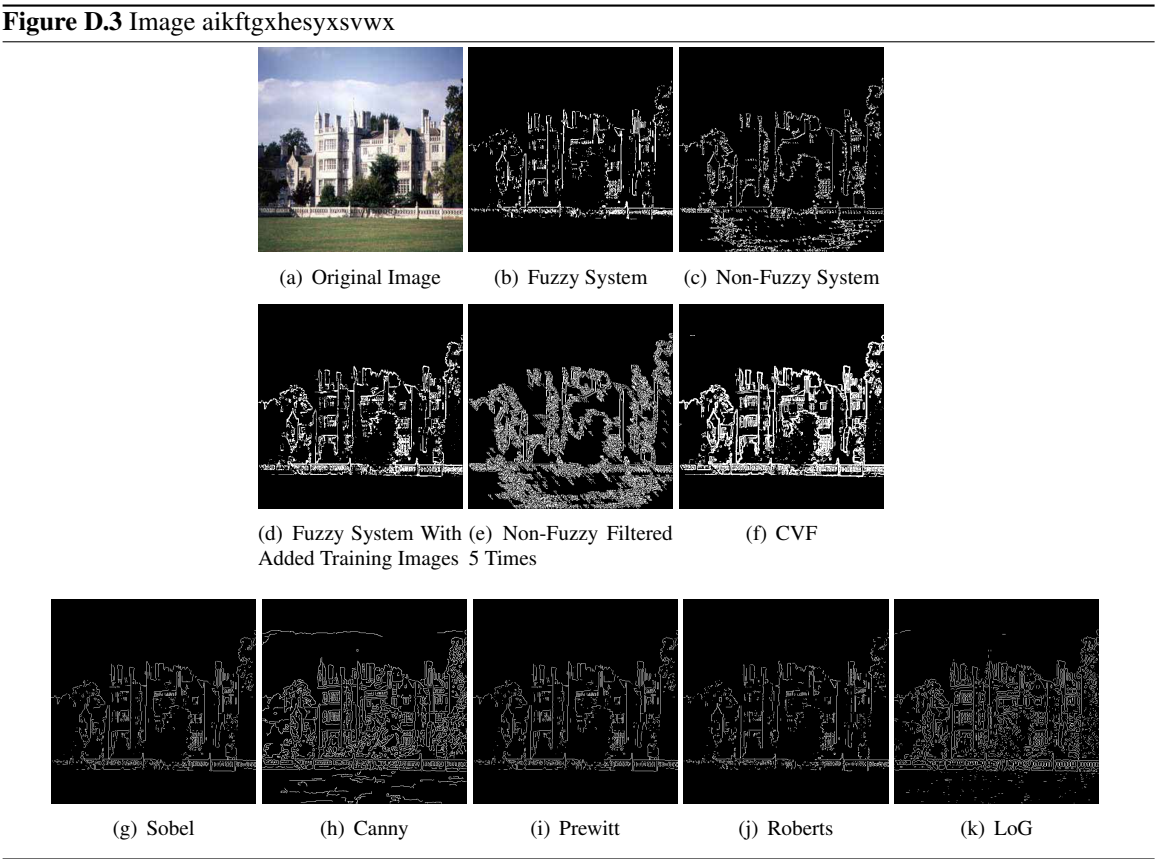 Figure D.3 Image aikftgxhesyxsvwx
(a) Original Image
(b) Fuzzy System
(c) Non-Fuzzy System
(d) Fuzzy System With
Added Training Images
(e) Non-Fuzzy Filtered
5 Times
(f) CVF
(g) Sobel
(h) Canny
(i) Prewitt
(j) Roberts
(k) LoG